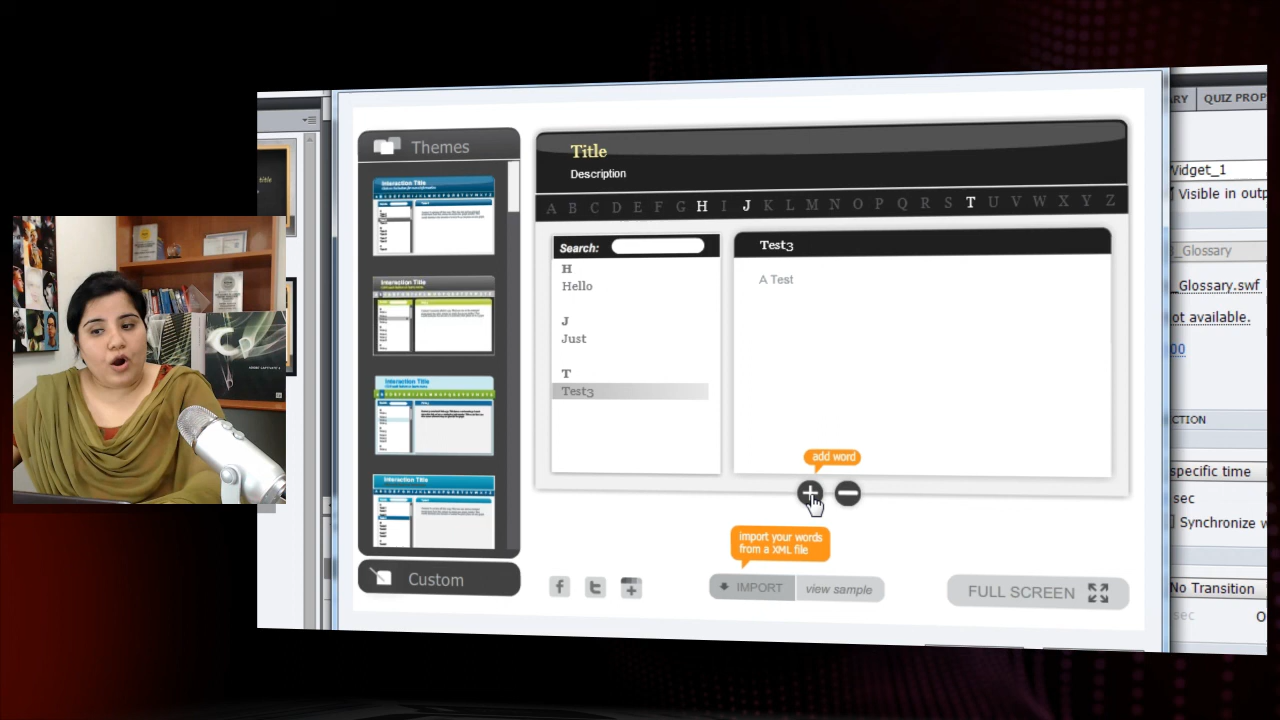 Themes
Interaction Title
Interaction Title
Interaction Title
Interaction Title
Custom
Title
Description
A B C D E F G H I J K L M N O P Q R S T U V W X Y Z
Search:
H
Hello
J
Just
T
Test3
Test3
A Test
add word
import your words
from a XML file
IMPORT
view sample
FULL SCREEN
QUIZ PROP
Widget_1
Visible in outp
_Glossary
_Glossary.swf
ot available.
00
CTION
specific time
sec
Synchronize w
No Transition
sec